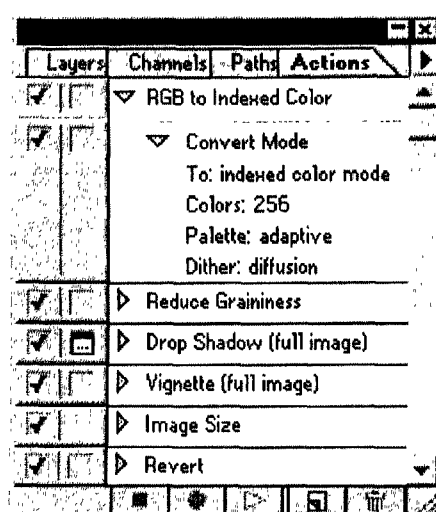 Layers Channels Paths Actions
RGB to Indexed Color
Convert Mode
To: indexed color mode
Colors: 256
Palette: adaptive
Dither: diffusion
Reduce Graininess
Drop Shadow (full image)
Vignette (full image)
Image Size
Revert